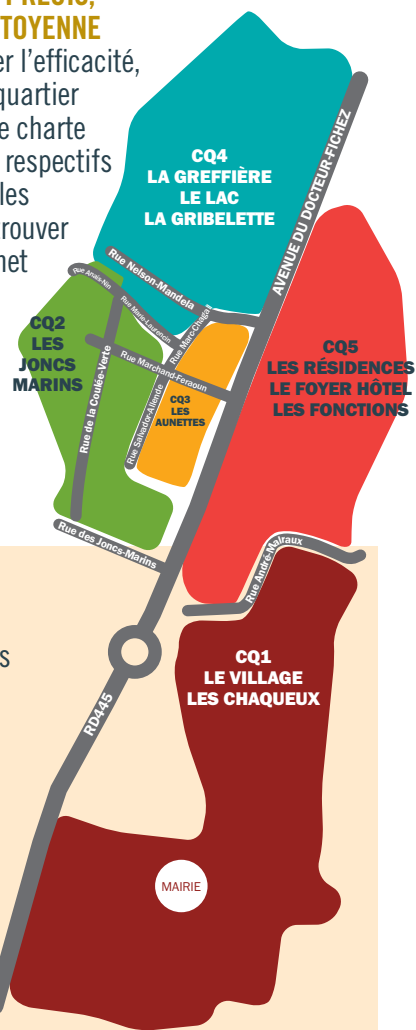 TOYENNE
er l'efficacité,
quartier
e charte
respectifs
les
rouver
net
CQ4
LA GREFFIÈRE
LE LAC
LA GRIBELETTE
AVENUE DU DOCTEUR-FICHEZ
Rue Nelson-Mandela
Rue Anaïs-Nin
Rue Marie-Laurencin
Rue Marc-Chagal
CQ2
LES
JONCS
MARINS
Rue de la Coulée-Verte
Rue Marchand-Feraoun
Rue Salvador-Allende
CQ3
LES
AUNETTES
CQ5
LES RÉSIDENCES
LE FOYER HÔTEL
LES FONCTIONS
Rue des Joncs-Marins
Rue André-Malraux
s
CQ1
LE VILLAGE
LES CHAQUEUX
RD445
MAIRIE